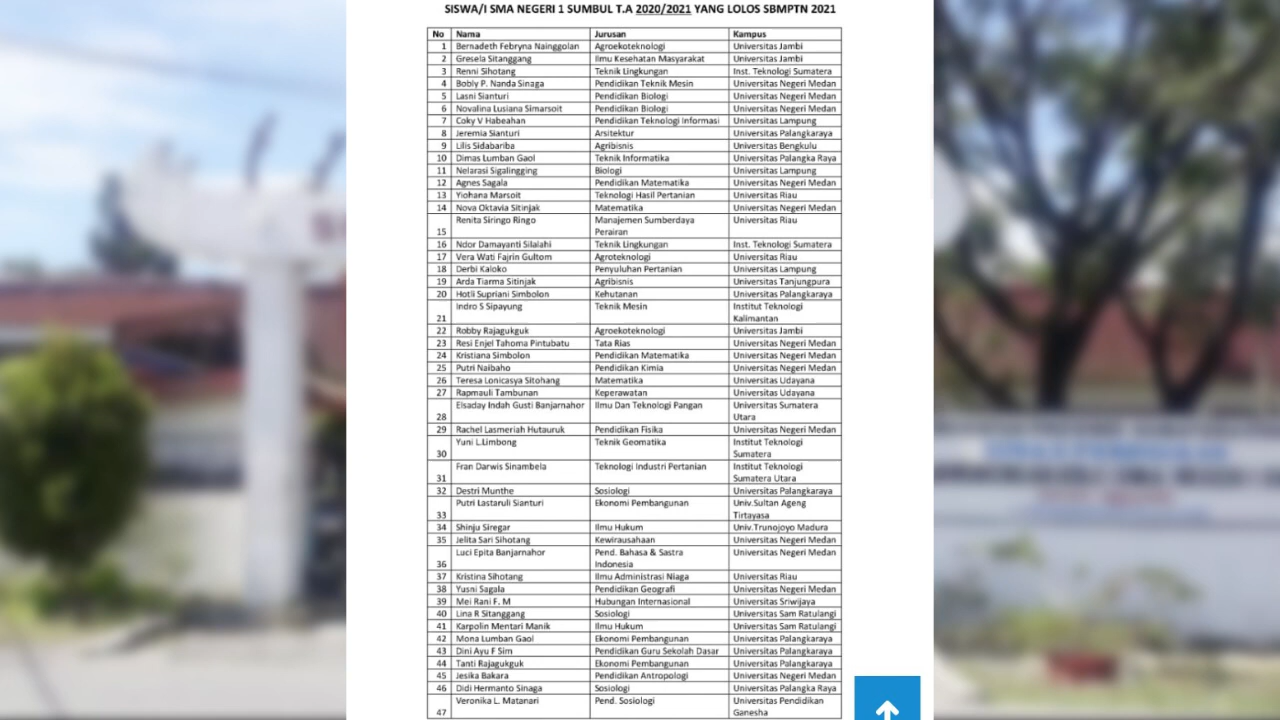 SISWA/I SMA NEGERI 1 SUMBUL T.A 2020/2021 YANG LOLOS SBMPTN 2021
No Nama Jurusan Kampus
1 Bernadeth Febryna Nainggolan Agroekoteknologi Universitas Jambi
2 Gresela Sitanggang Ilmu Kesehatan Masyarakat Universitas Jambi
3 Renni Sihotang Teknik Lingkungan Inst. Teknologi Sumatera
4 Bobly P. Nanda Sinaga Pendidikan Teknik Mesin Universitas Negeri Medan
5 Lasni Sianturi Pendidikan Biologi Universitas Negeri Medan
6 Novalina Lusiana Simarsoit Pendidikan Biologi Universitas Negeri Medan
7 Coky V Habeahan Pendidikan Teknologi Informasi Universitas Lampung
8 Jeremia Sianturi Arsitektur Universitas Palangkaraya
9 Lilis Sidabariba Agribisnis Universitas Bengkulu
10 Dimas Lumban Gaol Teknik Informatika Universitas Palangka Raya
11 Nelarasi Sigalingging Biologi Universitas Lampung
12 Agnes Sagala Pendidikan Matematika Universitas Negeri Medan
13 Yiohana Marsoit Teknologi Hasil Pertanian Universitas Riau
14 Nova Oktavia Sitinjak Matematika Universitas Negeri Medan
Renita Siringo Ringo Manajemen Sumberdaya Universitas Riau
15 Perairan
16 Ndor Damayanti Silalahi Teknik Lingkungan Inst. Teknologi Sumatera
17 Vera Wati Fajrin Gultom Agroteknologi Universitas Riau
18 Derbi Kaloko Penyuluhan Pertanian Universitas Lampung
19 Arda Tiarma Sitinjak Agribisnis Universitas Tanjungpura
20 Hotli Supriani Simbolon Kehutanan Universitas Palangkaraya
Indro S Sipayung Teknik Mesin Institut Teknologi
21 Kalimantan
22 Robby Rajagukguk Agroekoteknologi Universitas Jambi
23 Resi Enjel Tahoma Pintubatu Tata Rias Universitas Negeri Medan
24 Kristiana Simbolon Pendidikan Matematika Universitas Negeri Medan
25 Putri Naibaho Pendidikan Kimia Universitas Negeri Medan
26 Teresa Lonicasya Sitohang Matematika Universitas Udayana
27 Rapmauli Tambunan Keperawatan Universitas Udayana
Elsaday Indah Gusti Banjarnahor Ilmu Dan Teknologi Pangan Universitas Sumatera
28 Utara
29 Rachel Lasmeriah Hutauruk Pendidikan Fisika Universitas Negeri Medan
Yuni L.Limbong Teknik Geomatika Institut Teknologi
30 Sumatera
Fran Darwis Sinambela Teknologi Industri Pertanian Institut Teknologi
31 Sumatera Utara
32 Destri Munthe Sosiologi Universitas Palangkaraya
Putri Lastaruli Sianturi Ekonomi Pembangunan Univ.Sultan Ageng
33 Tirtayasa
34 Shinju Siregar Ilmu Hukum Univ.Trunojoyo Madura
35 Jelita Sari Sihotang Kewirausahaan Universitas Negeri Medan
Luci Epita Banjarnahor Pend. Bahasa & Sastra Universitas Negeri Medan
36 Indonesia
37 Kristina Sihotang Ilmu Administrasi Niaga Universitas Riau
38 Yusni Sagala Pendidikan Geografi Universitas Negeri Medan
39 Mei Rani F. M Hubungan Internasional Universitas Sriwijaya
40 Lina R Sitanggang Sosiologi Universitas Sam Ratulangi
41 Karpolin Mentari Manik Ilmu Hukum Universitas Sam Ratulangi
42 Mona Lumban Gaol Ekonomi Pembangunan Universitas Palangkaraya
43 Dini Ayu F Sim Pendidikan Guru Sekolah Dasar Universitas Palangkaraya
44 Tanti Rajagukguk Ekonomi Pembangunan Universitas Palangkaraya
45 Jesika Bakara Pendidikan Antropologi Universitas Negeri Medan
46 Didi Hermanto Sinaga Sosiologi Universitas Palangka Raya
Veronika L. Matanari Pend. Sosiologi Universitas Pendidikan
47 Ganesha